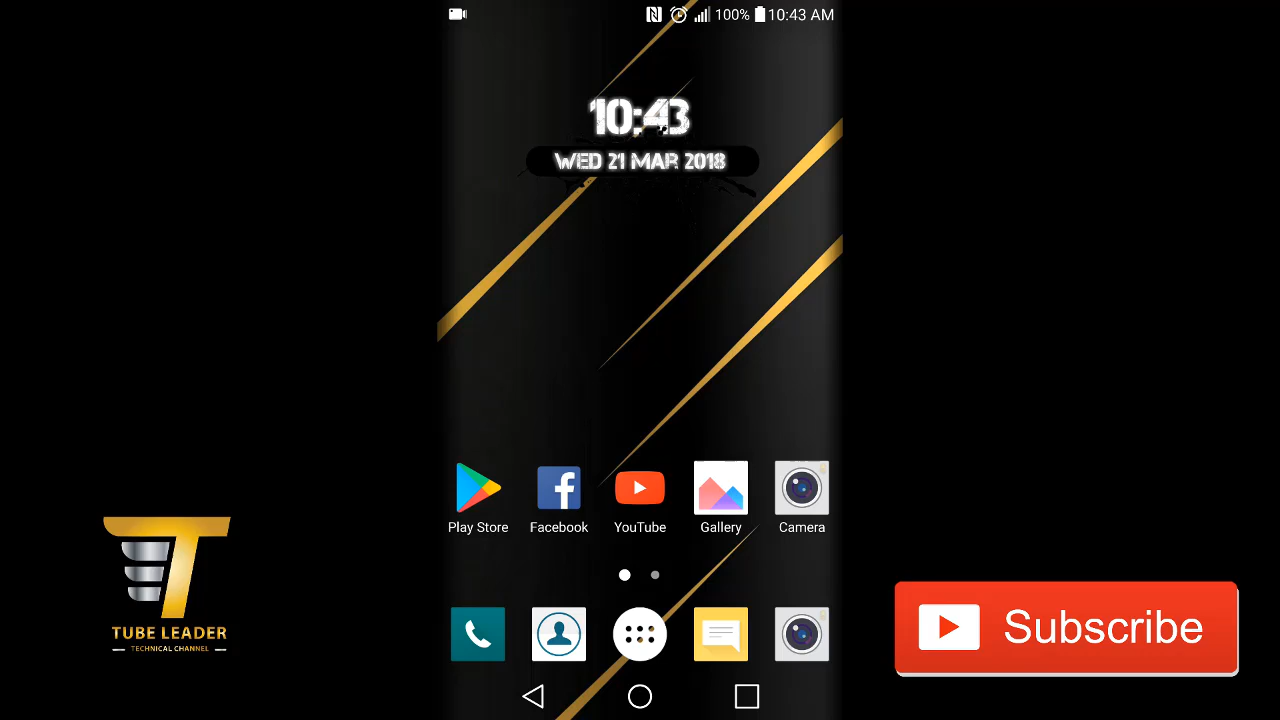 100% 10:43 AM
10:43
WED 21 MAR 2018
Play Store Facebook YouTube Gallery Camera
TUBE LEADER
TECHNICAL CHANNEL
Subscribe